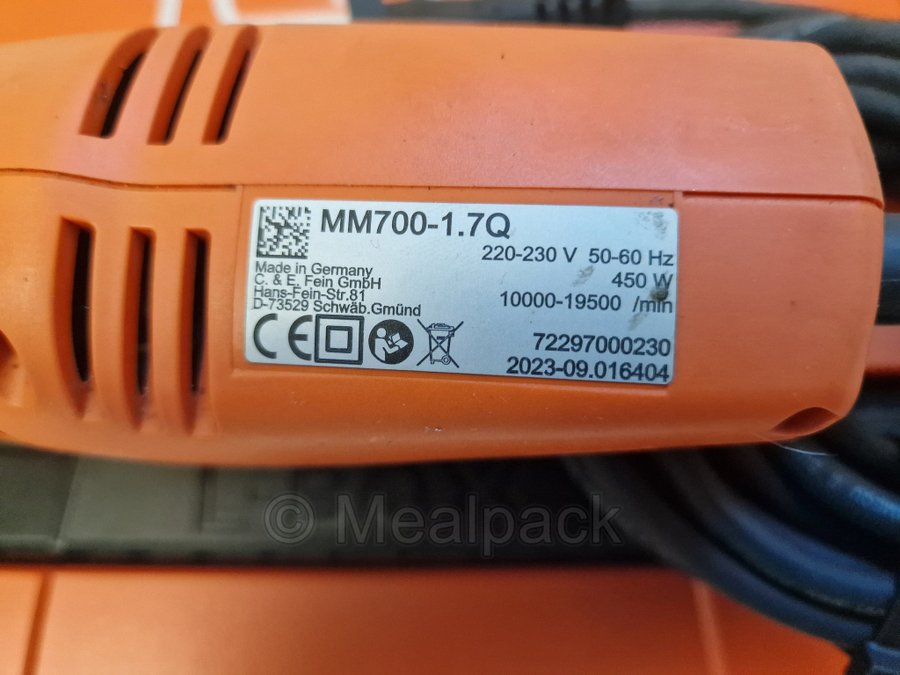 MM700-1.7Q
220-230 V 50-60 Hz
450 W
10000-19500 /min
Made in Germany
C. & E. Fein GmbH
Hans-Fein-Str.81
D-73529 Schwäb.Gmünd
CE
72297000230
2023-09.016404
© Mealpack